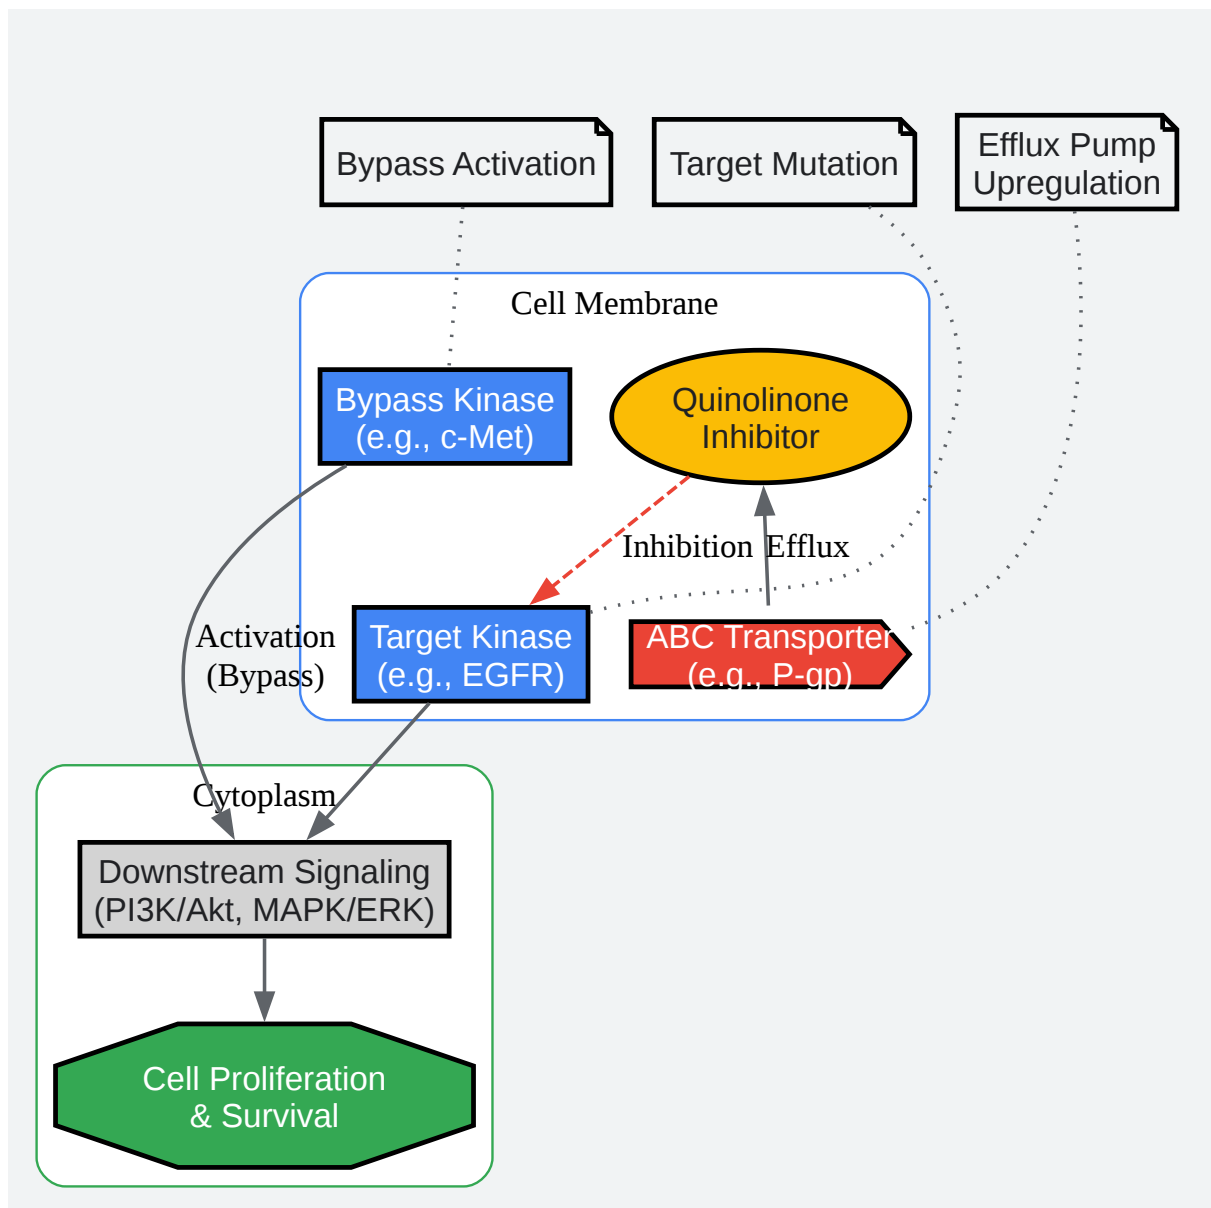 Bypass Activation
Target Mutation
Efflux Pump
Upregulation
Cell Membrane
Bypass Kinase
(e.g., c-Met)
Quinolinone
Inhibitor
Inhibition
Efflux
Activation
(Bypass)
Target Kinase
(e.g., EGFR)
ABC Transporter
(e.g., P-gp)
Cytoplasm
Downstream Signaling
(PI3K/Akt, MAPK/ERK)
Cell Proliferation
& Survival